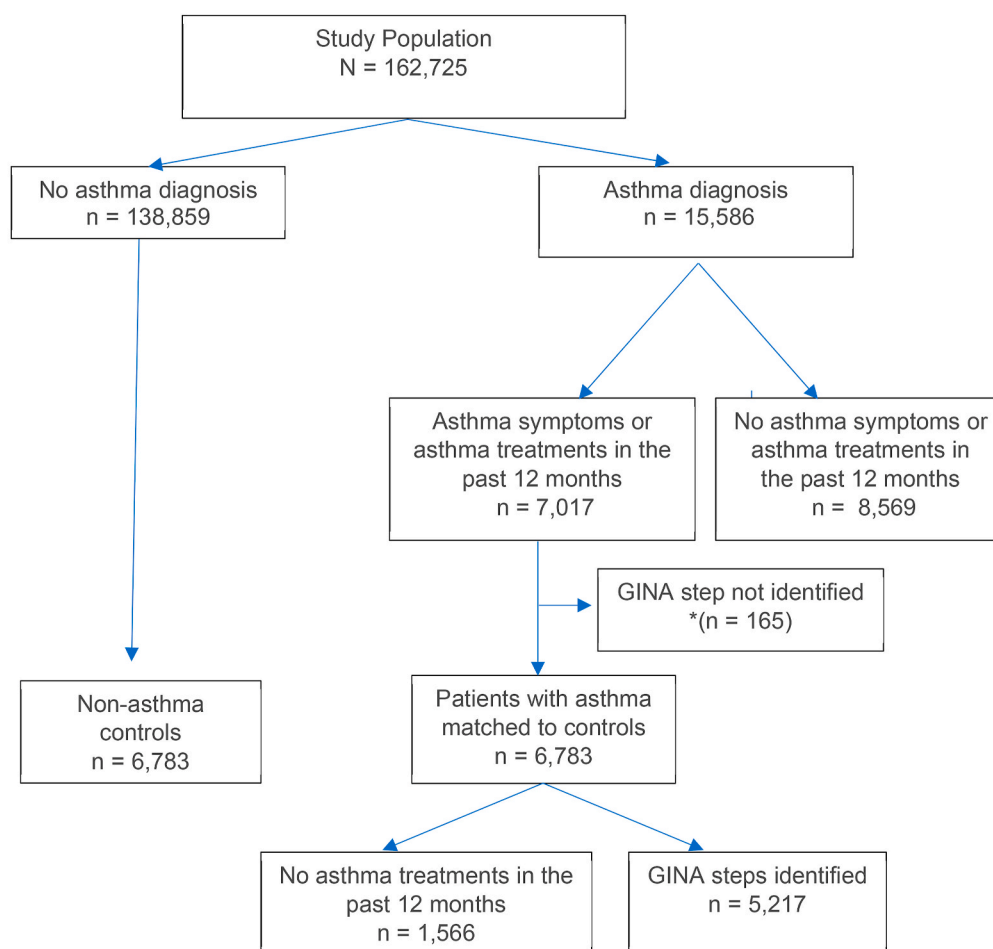 Study Population
N = 162,725
No asthma diagnosis
n = 138,859
Asthma diagnosis
n = 15,586
Asthma symptoms or
asthma treatments in the
past 12 months
n = 7,017
No asthma symptoms or
asthma treatments in
the past 12 months
n = 8,569
GINA step not identified
*(n = 165)
Non-asthma
controls
n = 6,783
Patients with asthma
matched to controls
n = 6,783
No asthma treatments in the
past 12 months
n = 1,566
GINA steps identified
n = 5,217